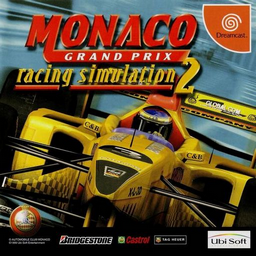 MONACO
GRAND PRIX
racing simulation 2
Dreamcast.
C&B
C&B
BRIDGESTONE
Castrol
TAG HEUER
Ubi Soft